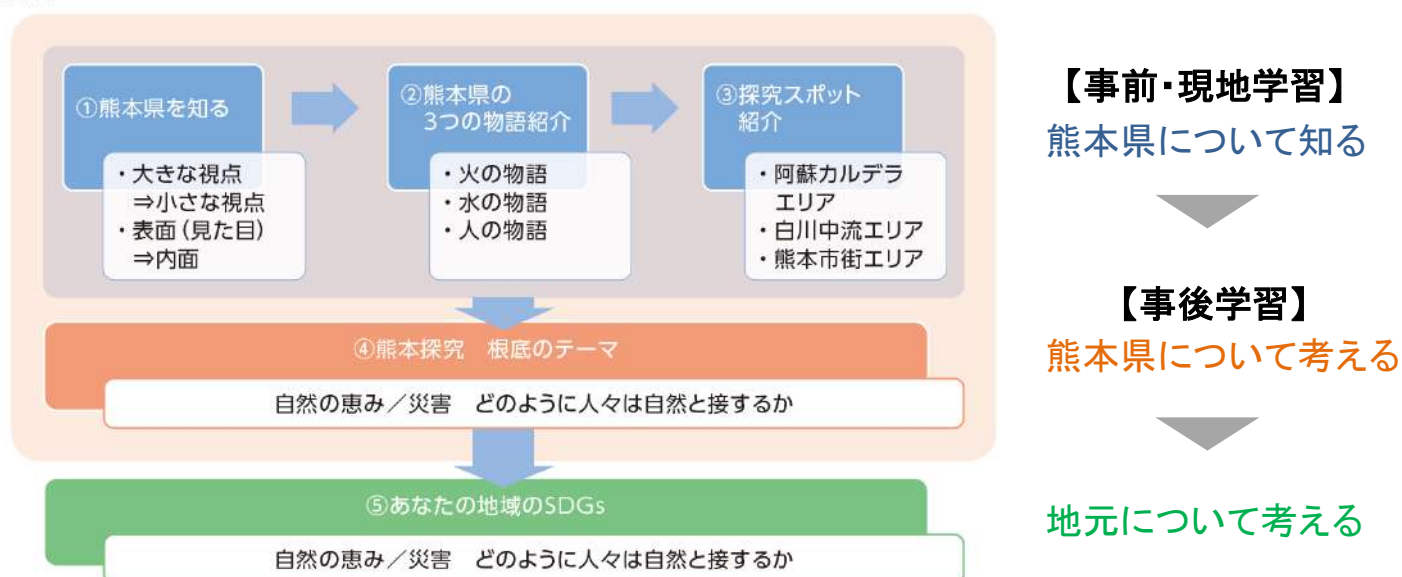 ①熊本県を知る
・大きな視点
⇒小さな視点
・表面(見た目)
⇒内面
②熊本県の
3つの物語紹介
・火の物語
・水の物語
・人の物語
③探究スポット
紹介
・阿蘇カルデラ
エリア
・白川中流エリア
・熊本市街エリア
④熊本探究 根底のテーマ
自然の恵み/災害 どのように人々は自然と接するか
⑤あなたの地域のSDGs
自然の恵み/災害 どのように人々は自然と接するか
【事前・現地学習】
熊本県について知る
【事後学習】
熊本県について考える
地元について考える